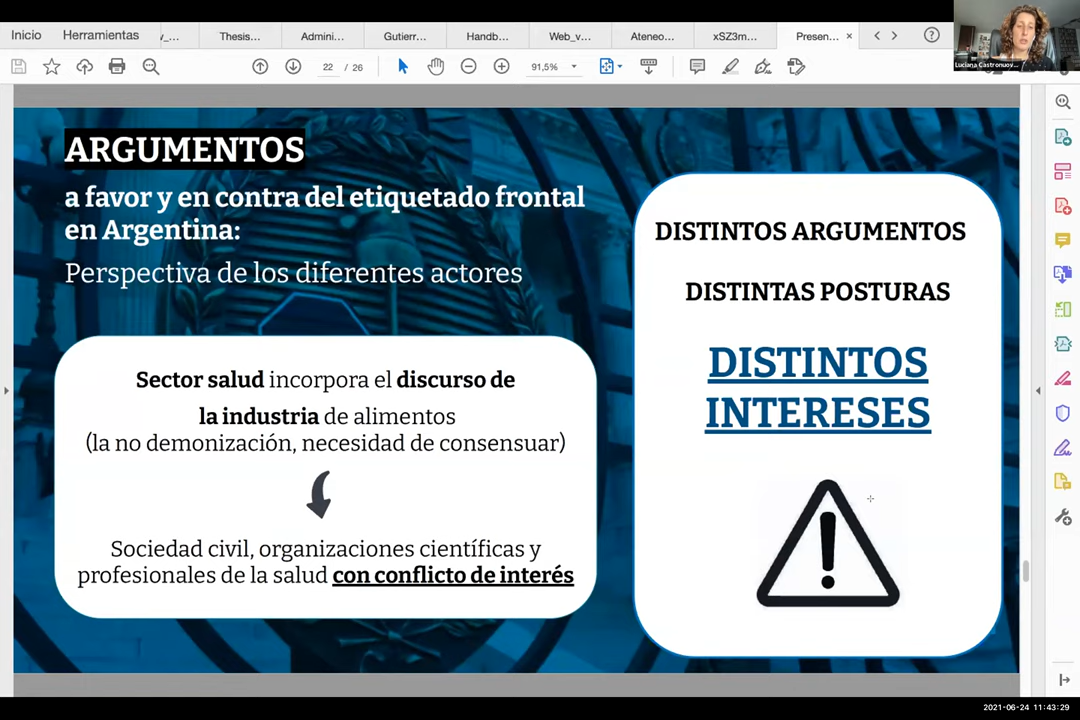 Inicio
Herramientas
v_...
Thesis...
Admini...
Gutierr...
Handb...
Web_v...
Ateneo...
xSZ3m...
Presen...
22 / 26
91,5%
Luciana Castronuov...
ARGUMENTOS
a favor y en contra del etiquetado frontal
en Argentina:
Perspectiva de los diferentes actores
Sector salud incorpora el discurso de
la industria de alimentos
(la no demonización, necesidad de consensuar)
Sociedad civil, organizaciones científicas y
profesionales de la salud con conflicto de interés
DISTINTOS ARGUMENTOS
DISTINTAS POSTURAS
DISTINTOS
INTERESES
2021-06-24 11:43:29